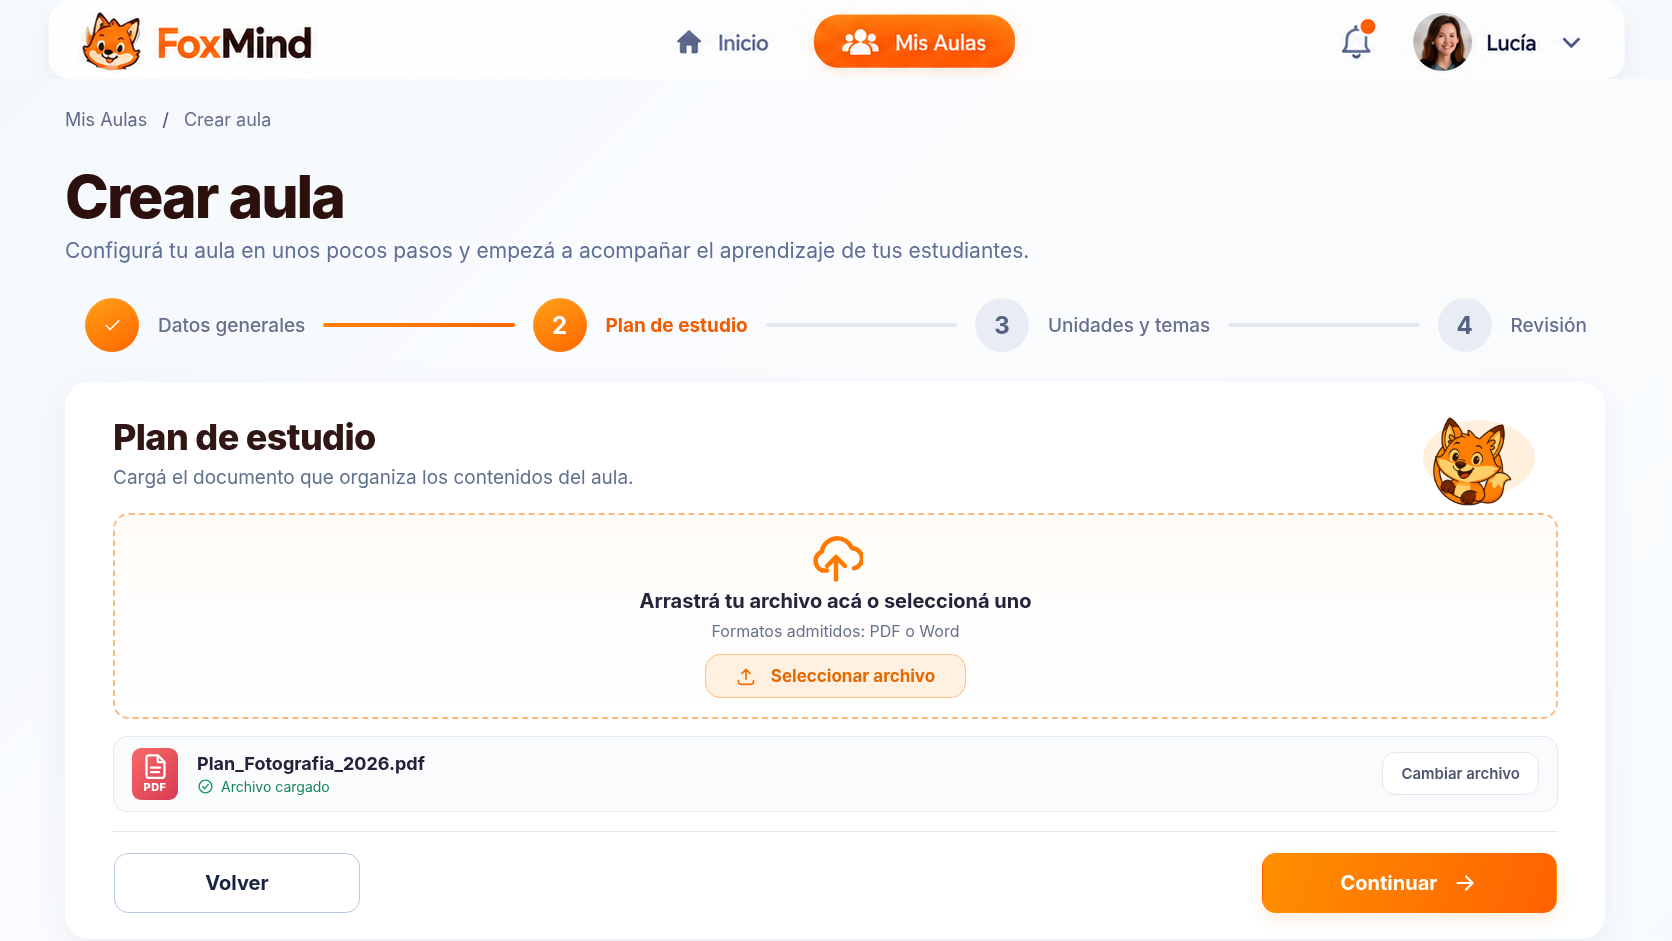 FoxMind
Inicio
Mis Aulas
Lucía
Mis Aulas / Crear aula
Crear aula
Configurá tu aula en unos pocos pasos y empezá a acompañar el aprendizaje de tus estudiantes.
Datos generales
2 Plan de estudio
3 Unidades y temas
4 Revisión
Plan de estudio
Cargá el documento que organiza los contenidos del aula.
Arrastrá tu archivo acá o seleccioná uno
Formatos admitidos: PDF o Word
Seleccionar archivo
PDF
Plan_Fotografia_2026.pdf
Archivo cargado
Cambiar archivo
Volver
Continuar